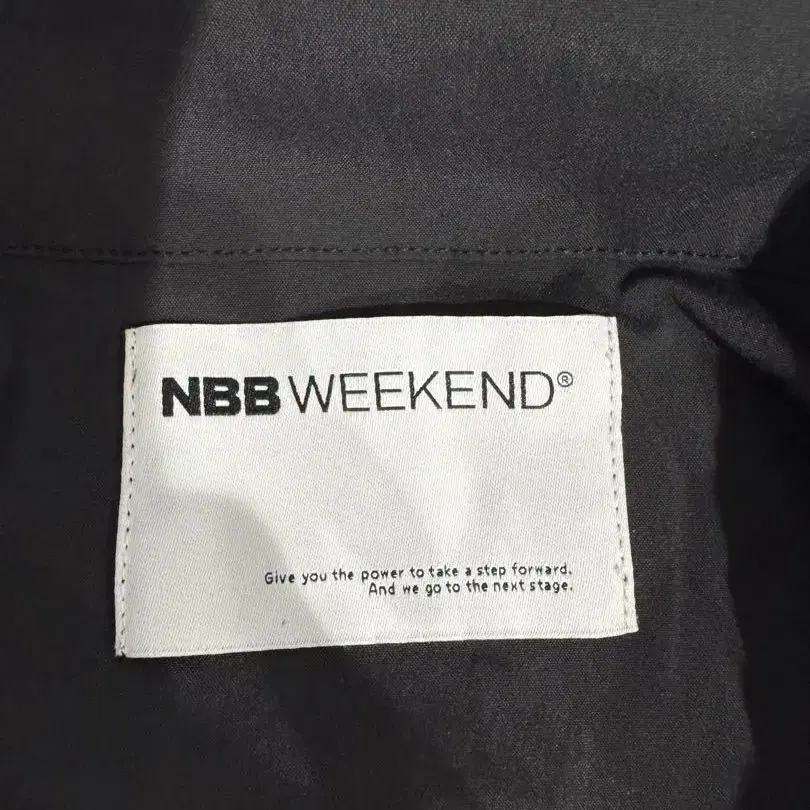 NBB WEEKEND®
Give you the power to take a step forward.
And we go to the next stage.